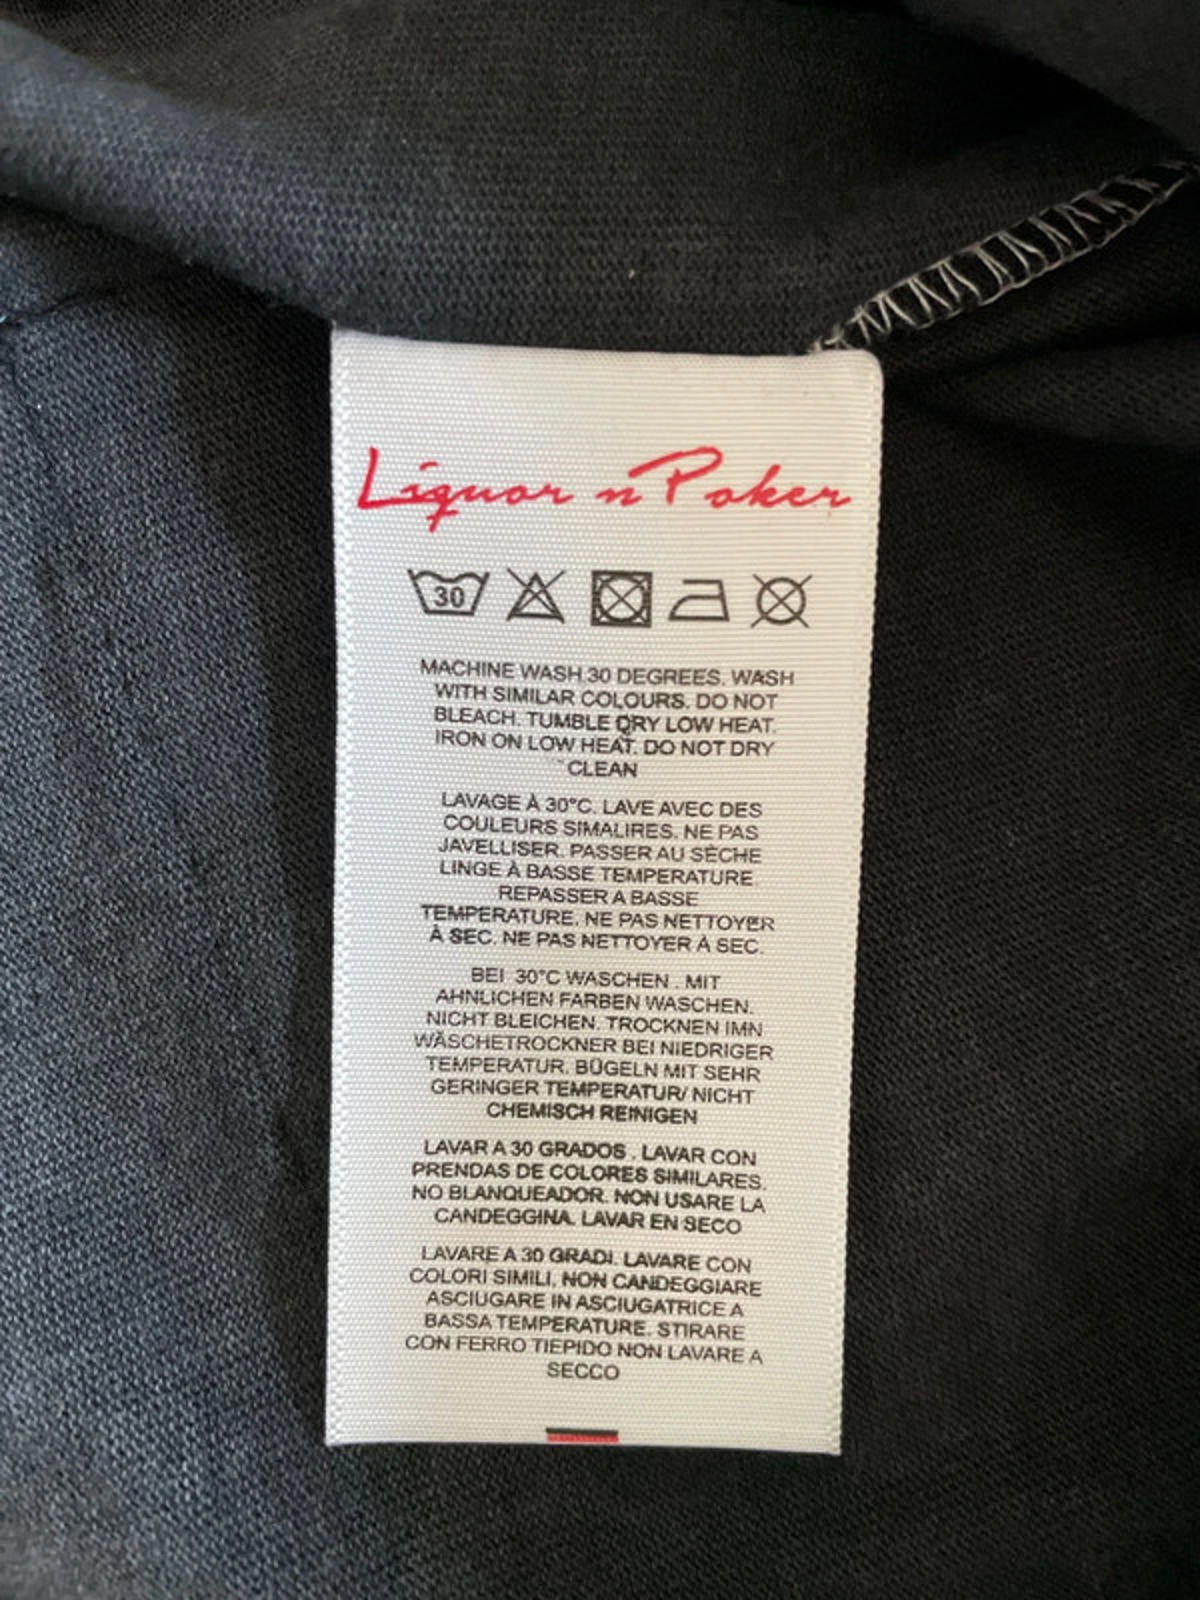 Liquor n Poker
30
MACHINE WASH 30 DEGREES. WASH
WITH SIMILAR COLOURS. DO NOT
BLEACH. TUMBLE DRY LOW HEAT.
IRON ON LOW HEAT. DO NOT DRY
CLEAN
LAVAGE À 30°C. LAVE AVEC DES
COULEURS SIMALIRES. NE PAS
JAVELLISER. PASSER AU SÈCHE
LINGE À BASSE TEMPERATURE.
REPASSER A BASSE
TEMPERATURE. NE PAS NETTOYER
À SEC. NE PAS NETTOYER À SEC.
BEI 30°C WASCHEN . MIT
AHNLICHEN FARBEN WASCHEN.
NICHT BLEICHEN. TROCKNEN IMN
WÄSCHETROCKNER BEI NIEDRIGER
TEMPERATUR. BÜGELN MIT SEHR
GERINGER TEMPERATUR/ NICHT
CHEMISCH REINIGEN
LAVAR A 30 GRADOS . LAVAR CON
PRENDAS DE COLORES SIMILARES.
NO BLANQUEADOR. NON USARE LA
CANDEGGINA. LAVAR EN SECO
LAVARE A 30 GRADI. LAVARE CON
COLORI SIMILI. NON CANDEGGIARE
ASCIUGARE IN ASCIUGATRICE A
BASSA TEMPERATURE. STIRARE
CON FERRO TIEPIDO NON LAVARE A
SECCO